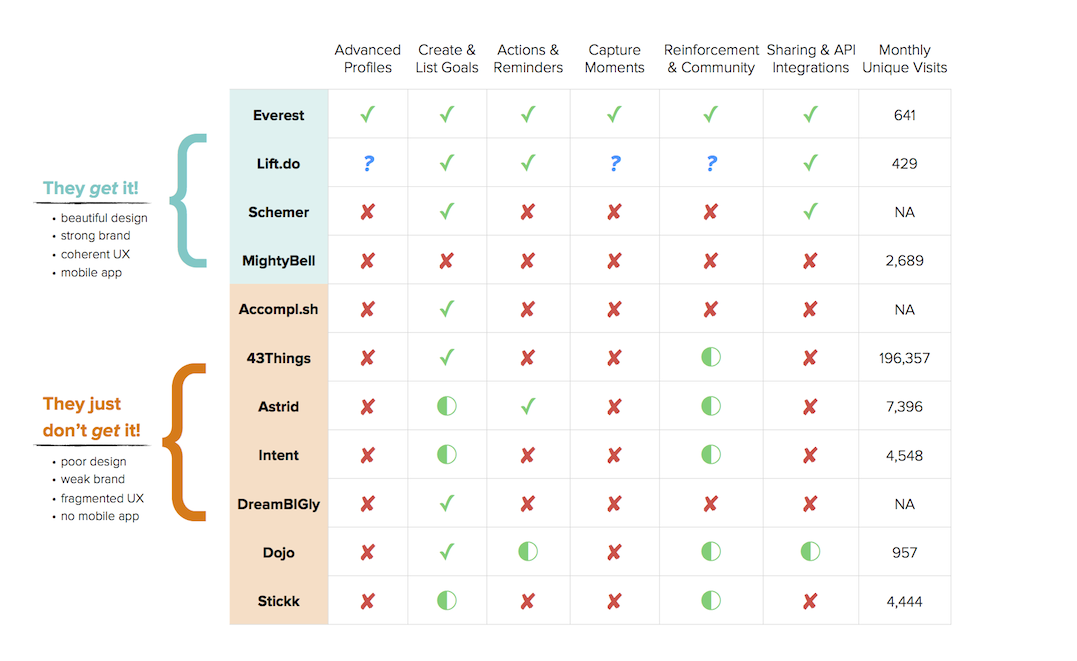 Advanced Profiles Create & List Goals Actions & Reminders Capture Moments Reinforcement & Community Sharing & API Integrations Monthly Unique Visits
Everest ✓ ✓ ✓ ✓ ✓ ✓ 641
Lift.do ? ✓ ✓ ? ? ✓ 429
Schemer ✘ ✓ ✘ ✘ ✘ ✓ NA
MightyBell ✘ ✘ ✘ ✘ ✘ ✘ 2,689
Accompl.sh ✘ ✓ ✘ ✘ ✘ ✘ NA
43Things ✘ ✓ ✘ ✘ ◐ ✘ 196,357
Astrid ✘ ◐ ✓ ✘ ◐ ✘ 7,396
Intent ✘ ◐ ✘ ✘ ◐ ✘ 4,548
DreamBIGly ✘ ✓ ✘ ✘ ✘ ✘ NA
Dojo ✘ ✓ ◐ ✘ ◐ ◐ 957
Stickk ✘ ◐ ✘ ✘ ◐ ✘ 4,444
They get it!
• beautiful design
• strong brand
• coherent UX
• mobile app
They just
don't get it!
• poor design
• weak brand
• fragmented UX
• no mobile app